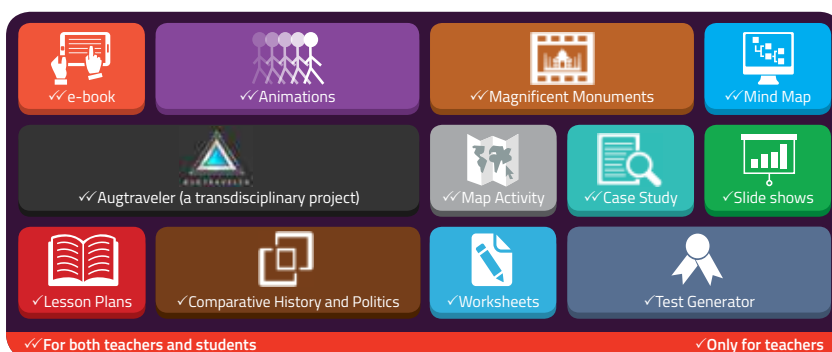 ✓✓e-book
✓✓Animations
✓✓Magnificent Monuments
✓✓Mind Map
AUGTRAVELER
✓✓Augtraveler (a transdisciplinary project)
✓✓Map Activity
✓✓Case Study
✓Slide shows
✓Lesson Plans
✓Comparative History and Politics
✓Worksheets
✓Test Generator
✓✓For both teachers and students
✓Only for teachers